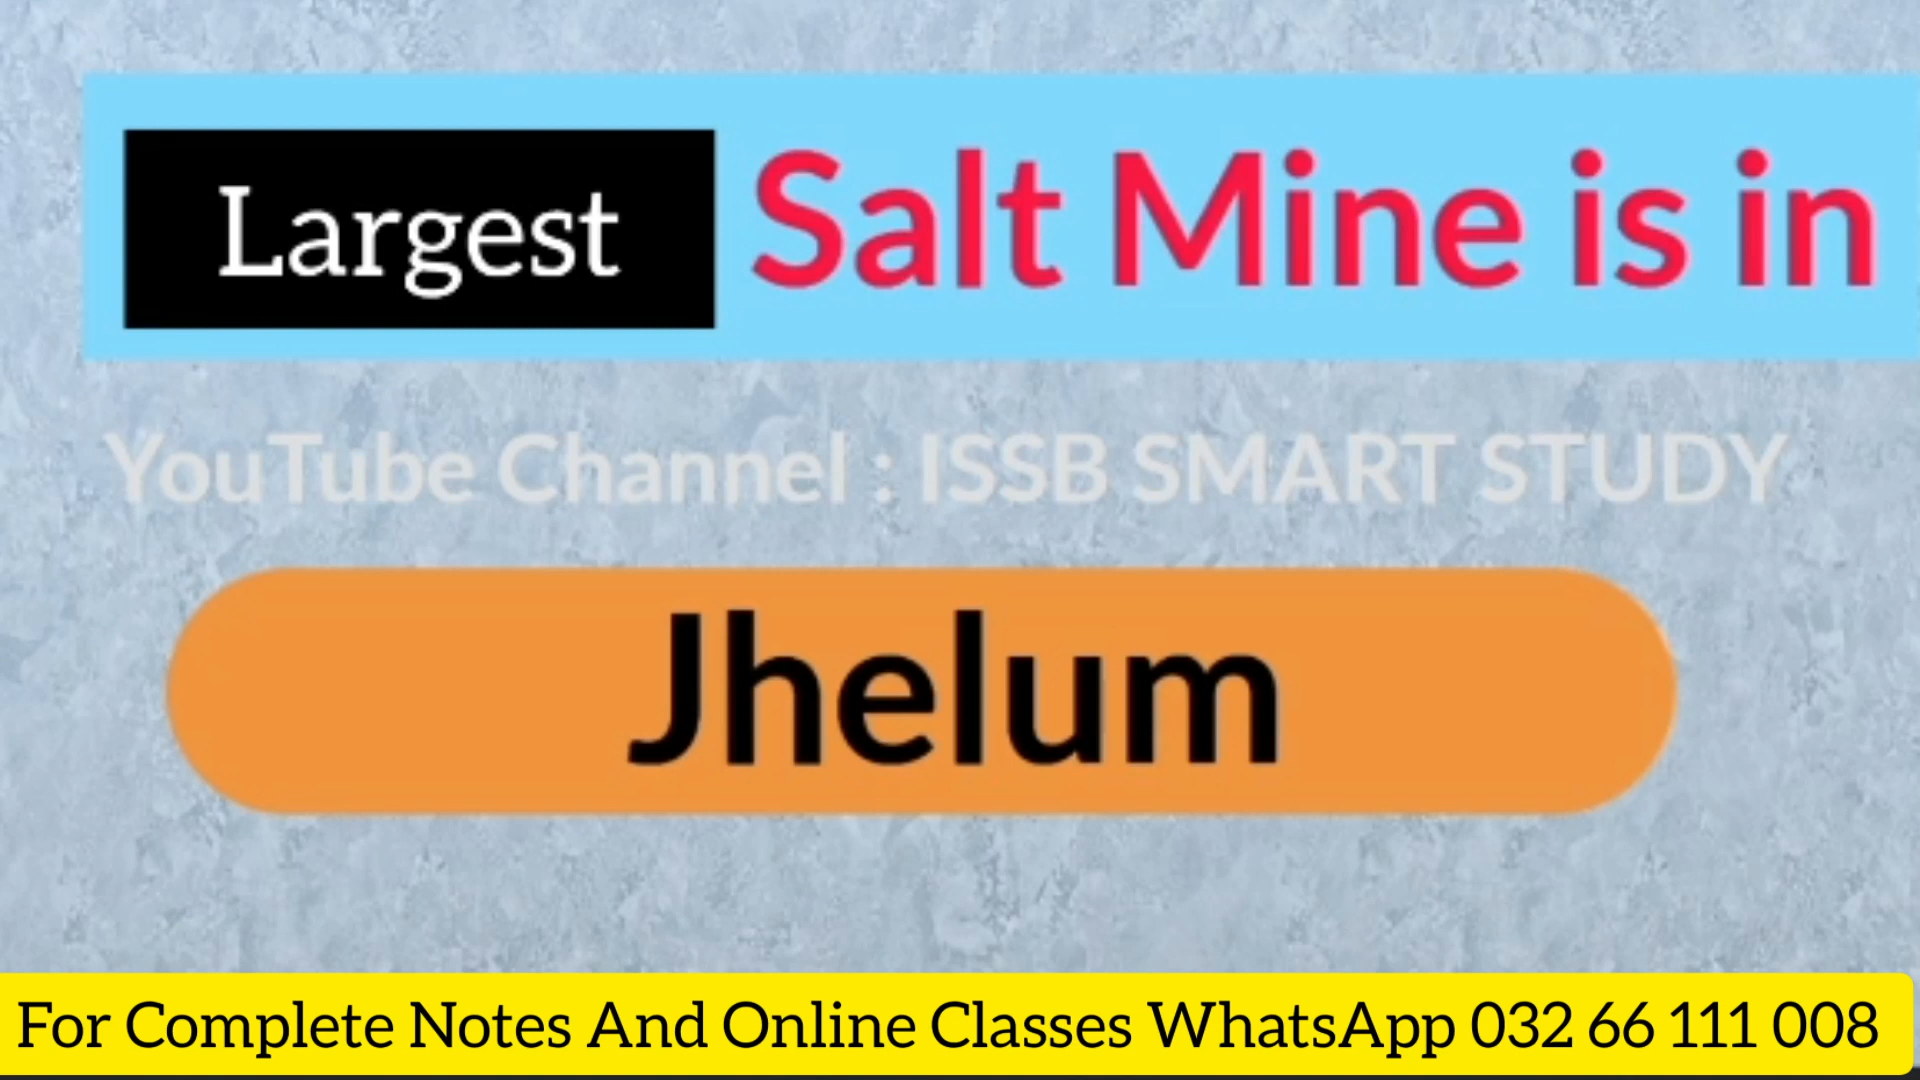 Largest Salt Mine is in
YouTube Channel : ISSB SMART STUDY
Jhelum
For Complete Notes And Online Classes WhatsApp 032 66 111 008